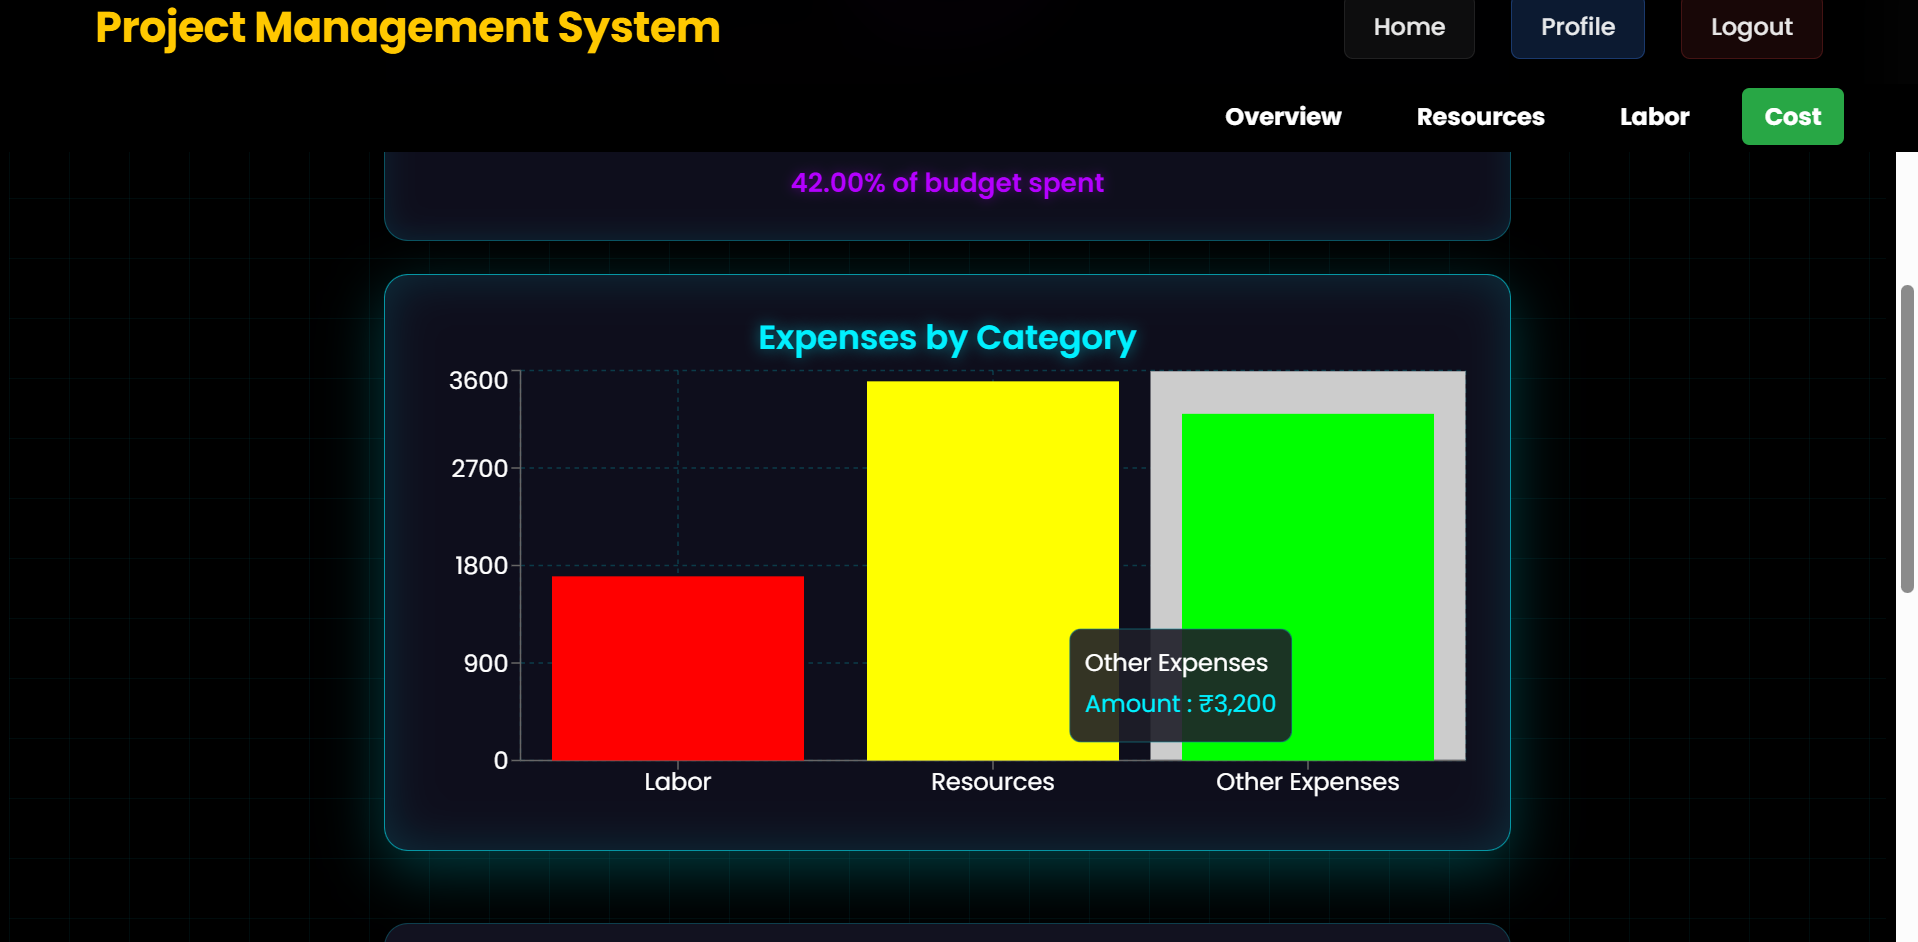 Project Management System
Home
Profile
Logout
Overview
Resources
Labor
Cost
42.00% of budget spent
Expenses by Category
3600
2700
1800
900
0
Other Expenses
Amount : ₹3,200
Labor
Resources
Other Expenses